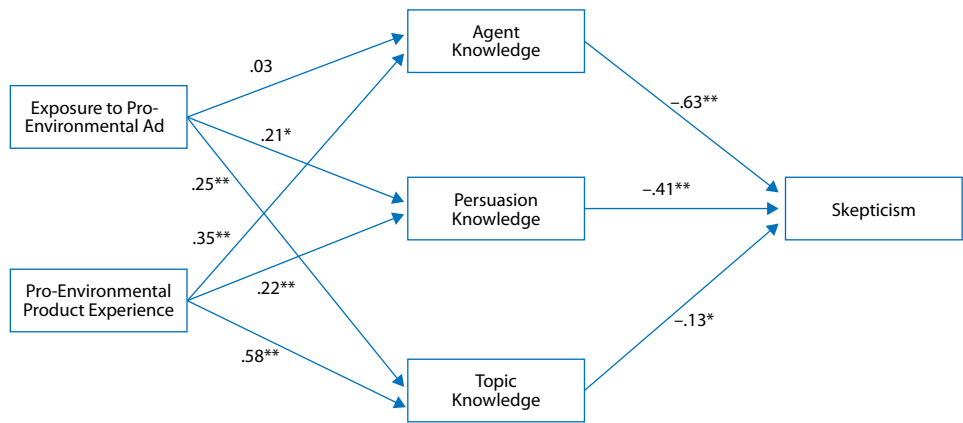 Agent
Knowledge
.03
Exposure to Pro-
Environmental Ad
–.63**
.21*
.25**
Persuasion
Knowledge
–.41**
Skepticism
.35**
Pro-Environmental
Product Experience
.22**
–.13*
.58**
Topic
Knowledge